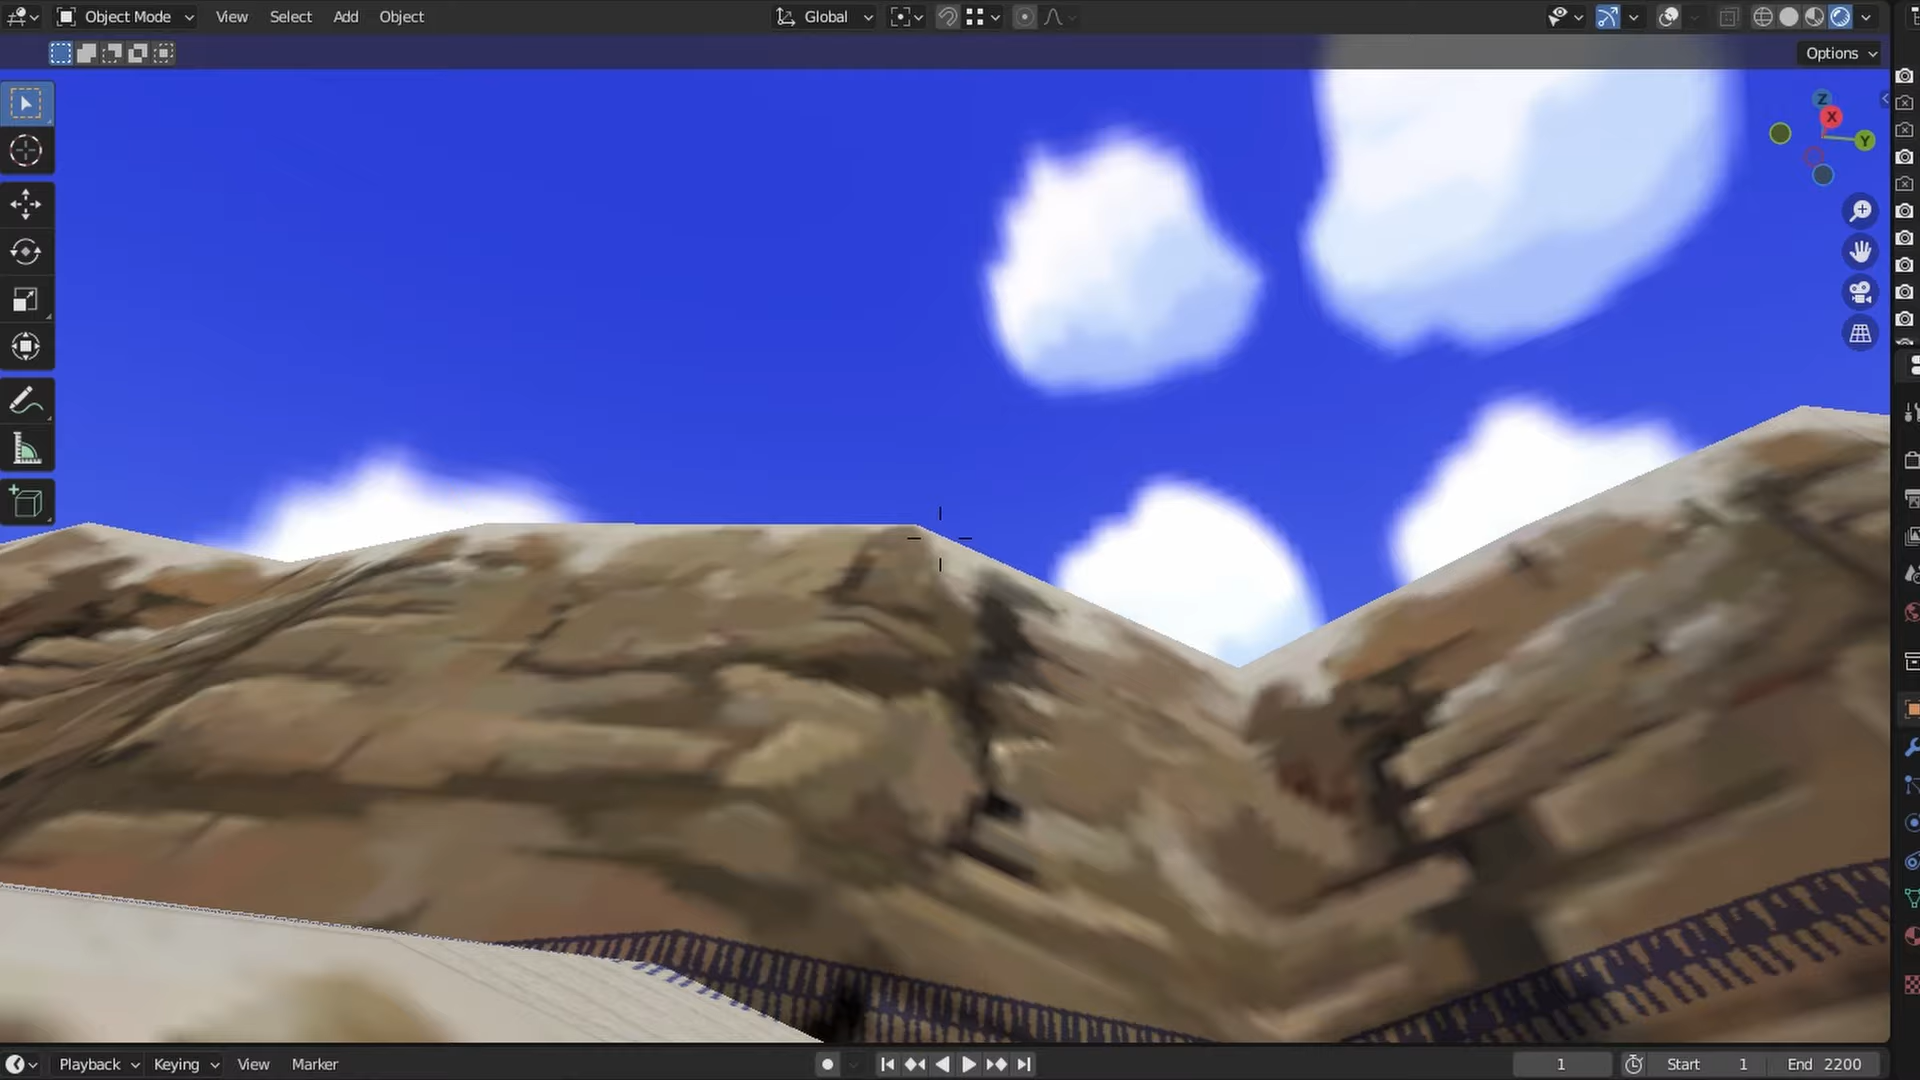 Object Mode View Select Add Object Global
Options
Z
X
Y
Playback Keying View Marker 1 Start 1 End 2200